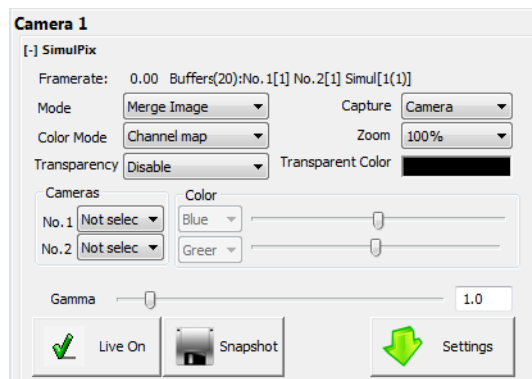 Camera 1
[-] SimulPix
Framerate: 0.00 Buffers(20):No.1[1] No.2[1] Simul[1(1)]
Mode Merge Image Capture Camera
Color Mode Channel map Zoom 100%
Transparency Disable Transparent Color
Cameras Color
No.1 Not selec Blue
No.2 Not selec Greer
Gamma 1.0
Live On Snapshot Settings